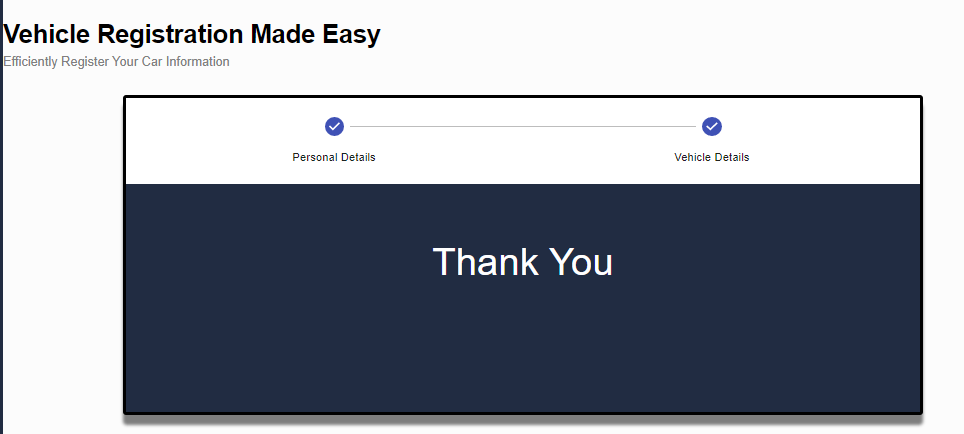 Vehicle Registration Made Easy
Efficiently Register Your Car Information
Personal Details
Vehicle Details
Thank You